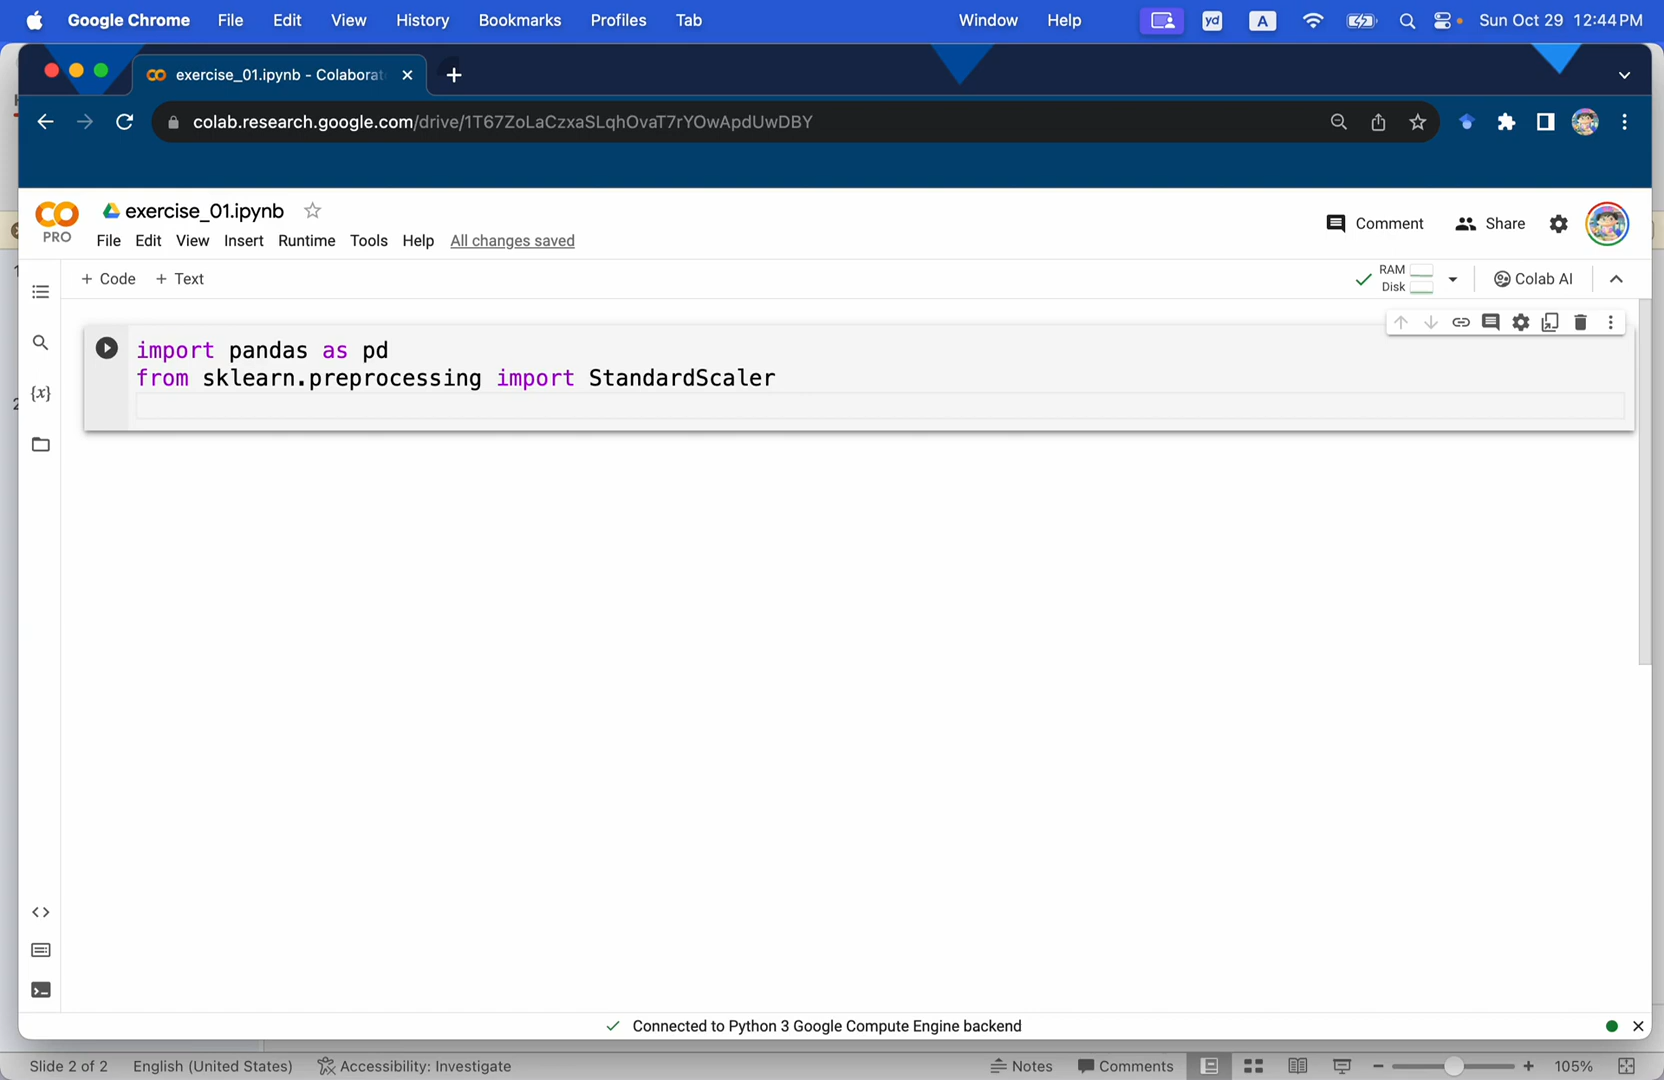 Google Chrome File Edit View History Bookmarks Profiles Tab Window Help yd A Sun Oct 29 12:44 PM
exercise_01.ipynb - Colaborat
colab.research.google.com/drive/1T67ZoLaCzxaSLqhOvaT7rYOwApdUwDBY
exercise_01.ipynb
PRO
File Edit View Insert Runtime Tools Help All changes saved
Comment Share
+ Code + Text
RAM
Disk
Colab AI
import pandas as pd
from sklearn.preprocessing import StandardScaler
{x}
Connected to Python 3 Google Compute Engine backend
Slide 2 of 2 English (United States) Accessibility: Investigate Notes Comments 105%